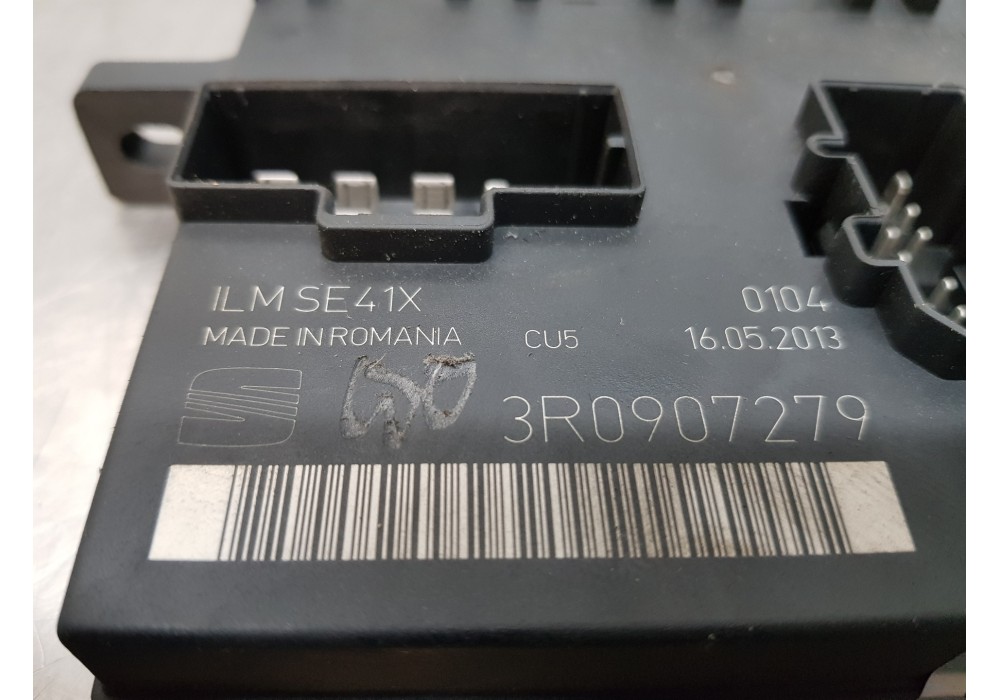 ILM SE41X 0104
MADE IN ROMANIA CU5 16.05.2013
3R0907279